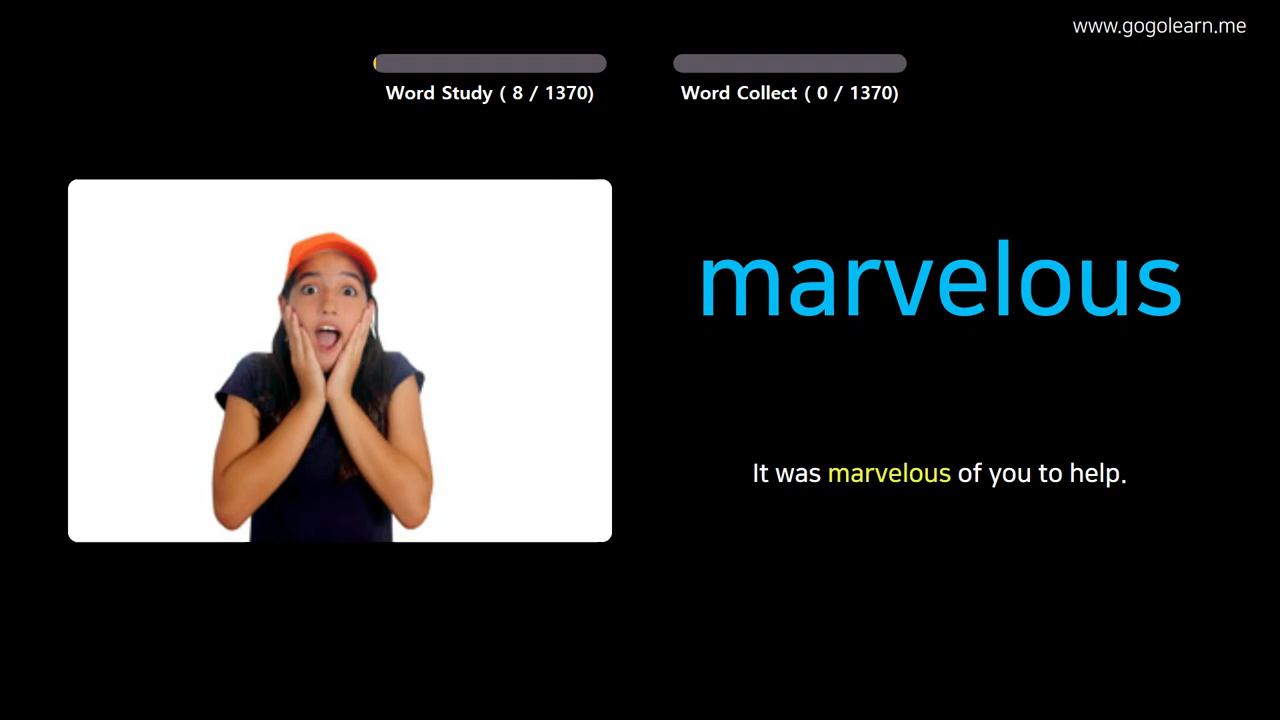 www.gogolearn.me
Word Study ( 8 / 1370)
Word Collect ( 0 / 1370)
marvelous
It was marvelous of you to help.